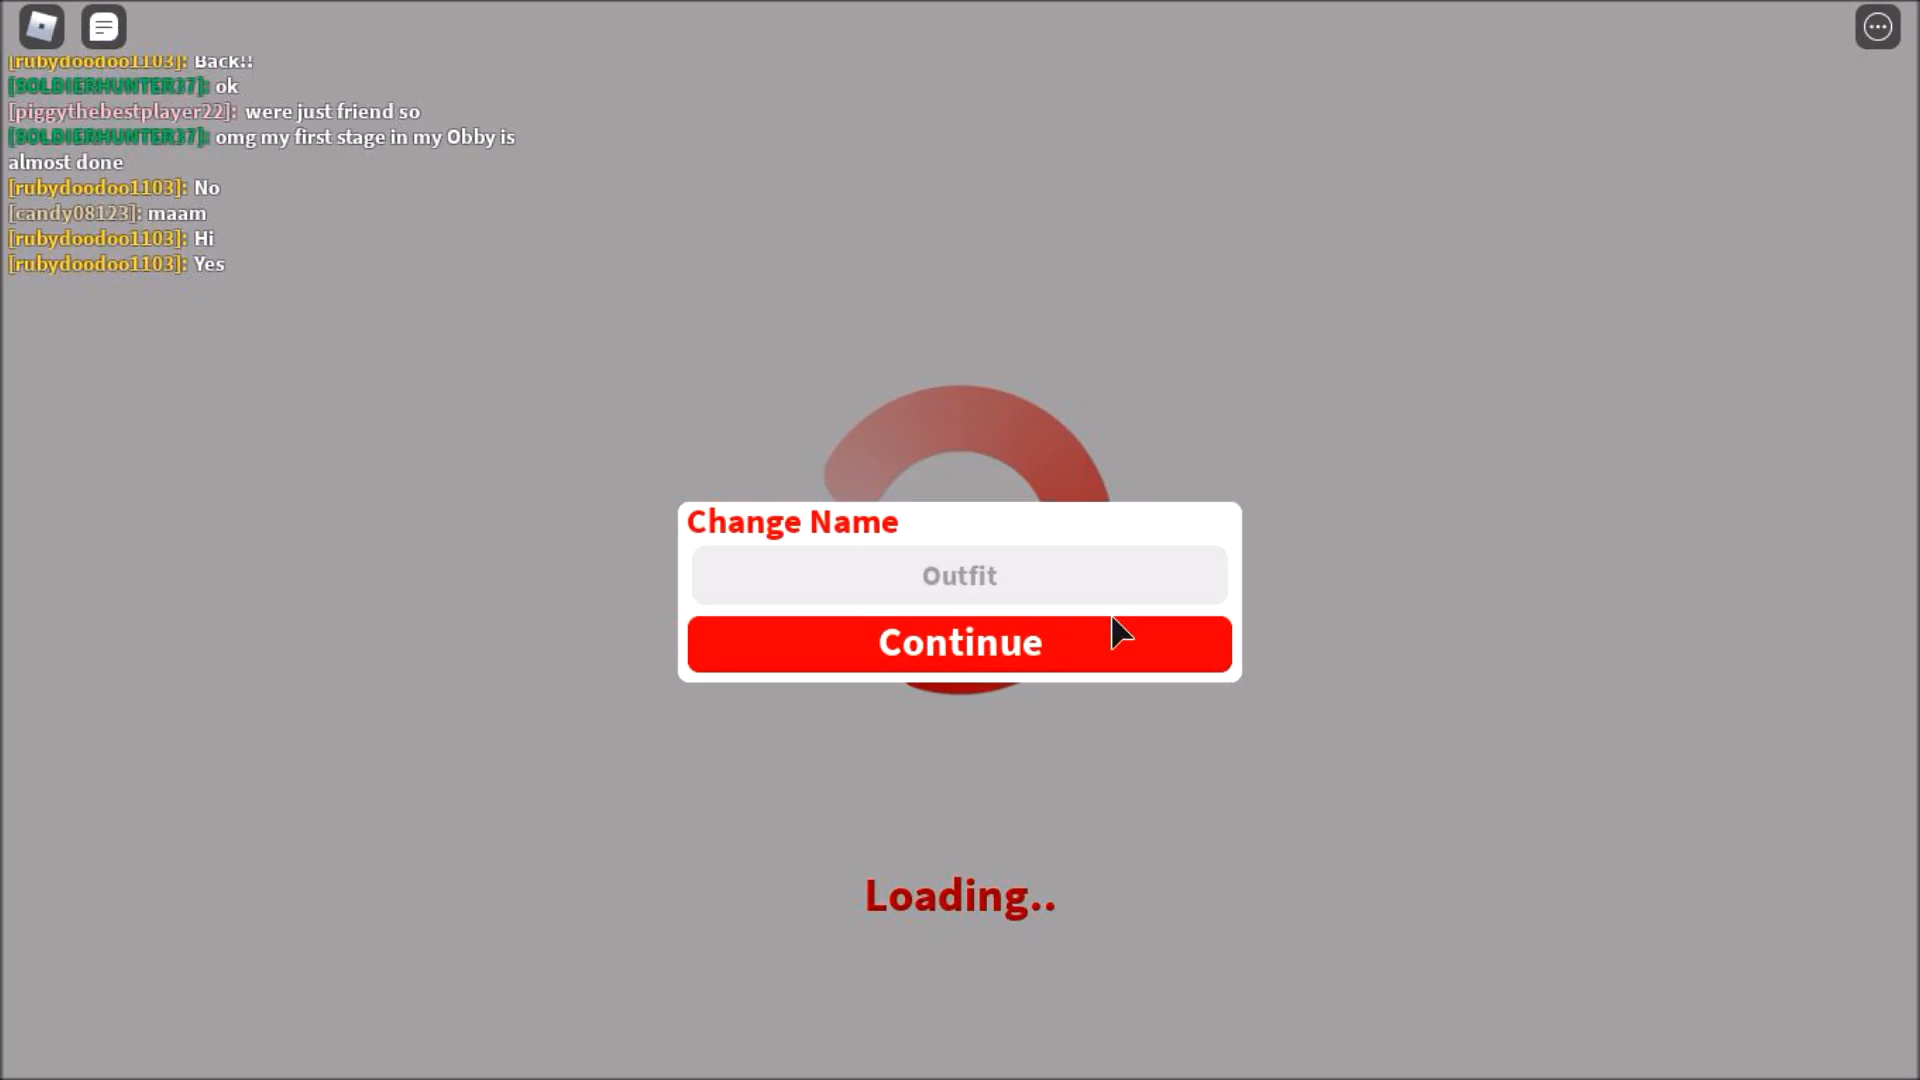 [rubydoodoo1103]: Back!!
[SOLDIERHUNTER37]: ok
[piggythebestplayer22]: were just friend so
[SOLDIERHUNTER37]: omg my first stage in my Obby is
almost done
[rubydoodoo1103]: No
[candy08123]: maam
[rubydoodoo1103]: Hi
[rubydoodoo1103]: Yes
Change Name
Outfit
Continue
Loading..